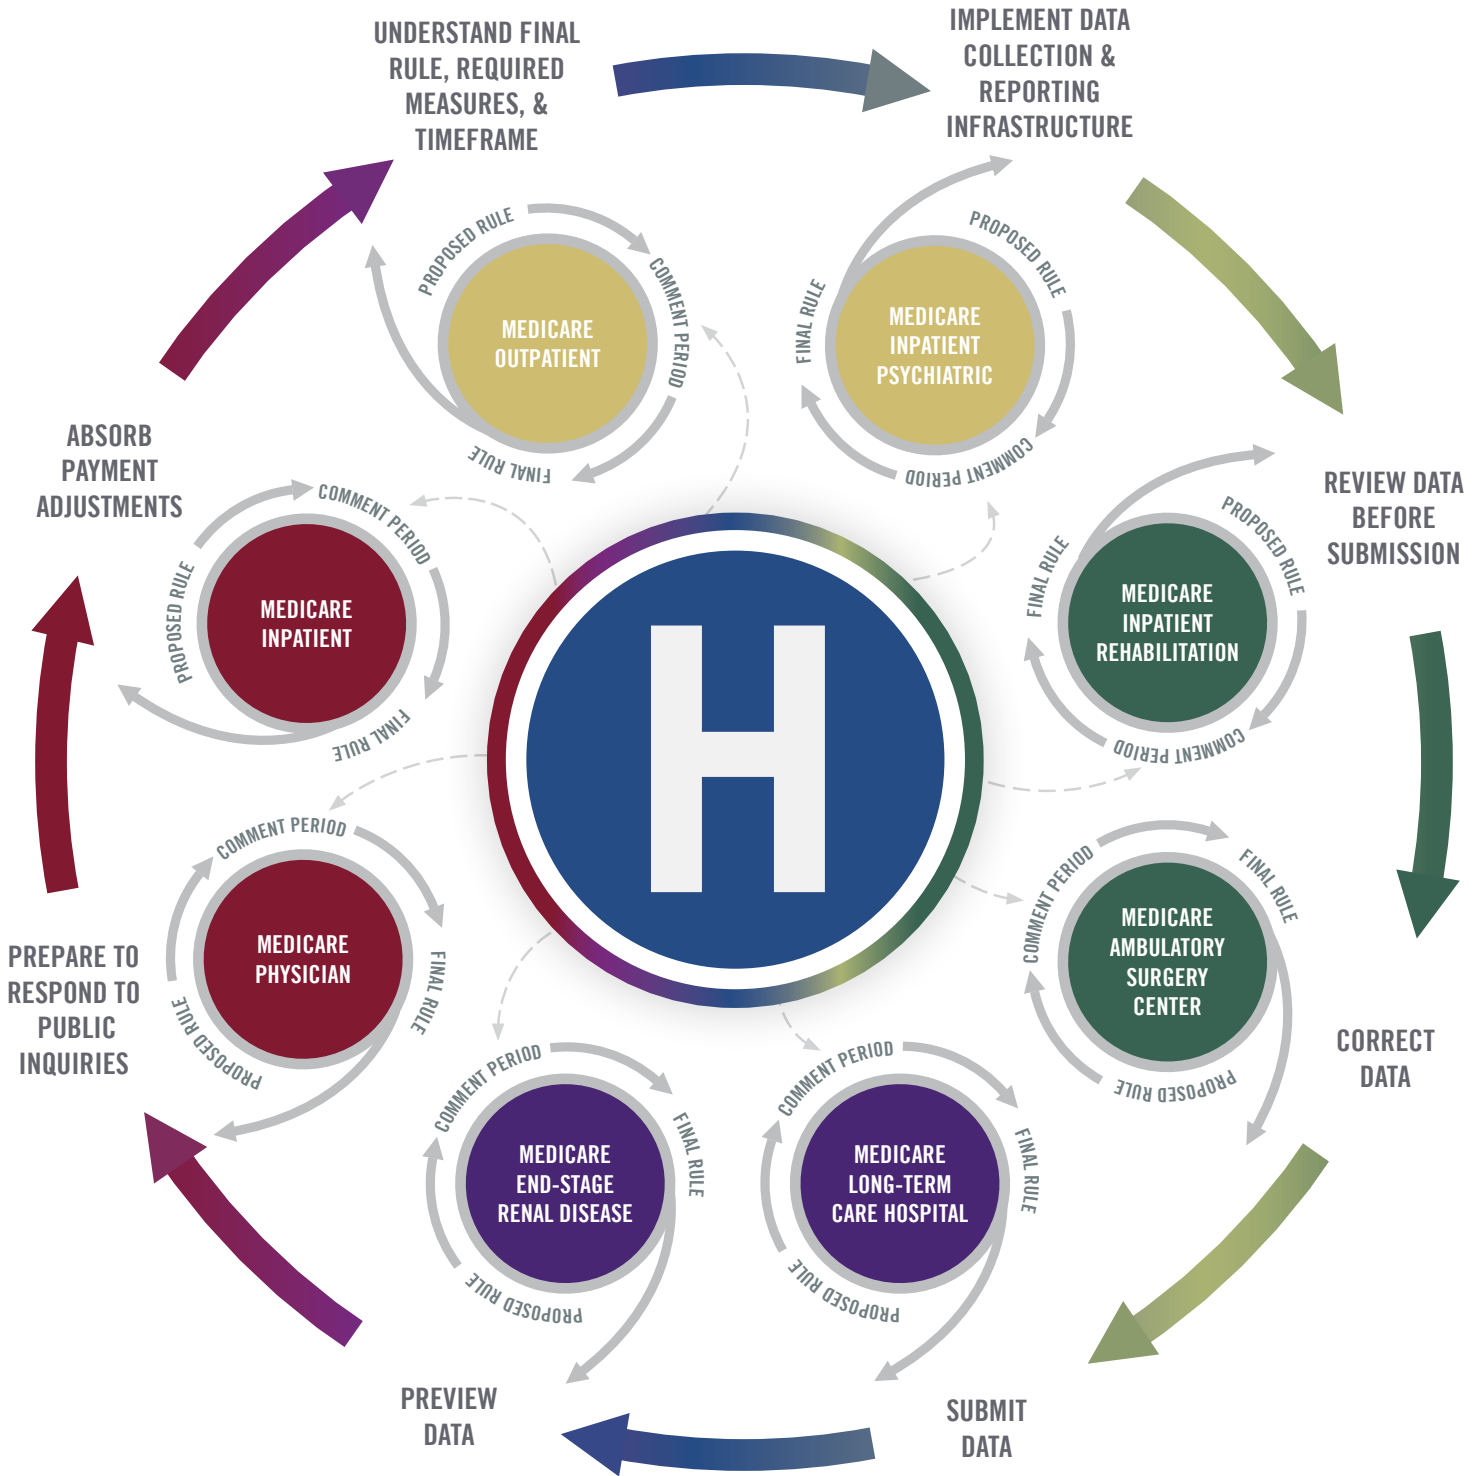 UNDERSTAND FINAL
RULE, REQUIRED
MEASURES, &
TIMEFRAME
IMPLEMENT DATA
COLLECTION &
REPORTING
INFRASTRUCTURE
REVIEW DATA
BEFORE
SUBMISSION
CORRECT
DATA
SUBMIT
DATA
PREVIEW
DATA
PREPARE TO
RESPOND TO
PUBLIC
INQUIRIES
ABSORB
PAYMENT
ADJUSTMENTS
PROPOSED RULE
COMMENT PERIOD
FINAL RULE
MEDICARE
OUTPATIENT
PROPOSED RULE
COMMENT PERIOD
FINAL RULE
MEDICARE
INPATIENT
PSYCHIATRIC
PROPOSED RULE
COMMENT PERIOD
FINAL RULE
MEDICARE
INPATIENT
REHABILITATION
PROPOSED RULE
COMMENT PERIOD
FINAL RULE
MEDICARE
AMBULATORY
SURGERY
CENTER
PROPOSED RULE
COMMENT PERIOD
FINAL RULE
MEDICARE
LONG-TERM
CARE HOSPITAL
PROPOSED RULE
COMMENT PERIOD
FINAL RULE
MEDICARE
END-STAGE
RENAL DISEASE
PROPOSED RULE
COMMENT PERIOD
FINAL RULE
MEDICARE
PHYSICIAN
PROPOSED RULE
COMMENT PERIOD
FINAL RULE
MEDICARE
INPATIENT
H